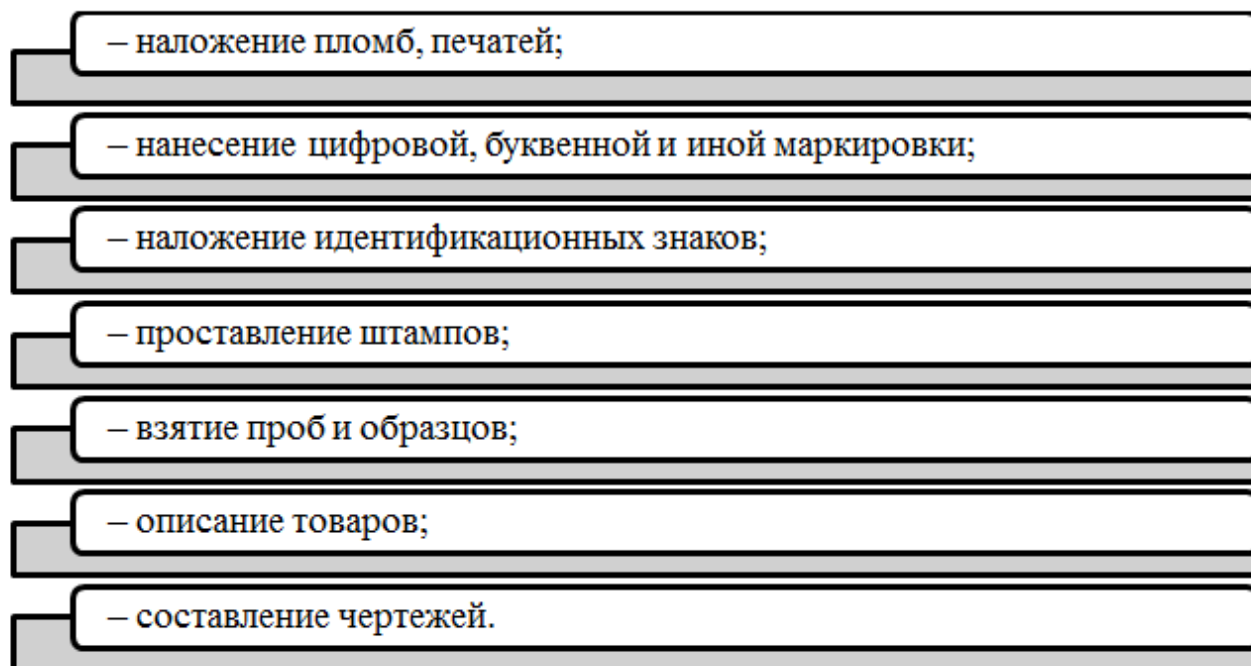 – наложение пломб, печатей;
– нанесение цифровой, буквенной и иной маркировки;
– наложение идентификационных знаков;
– проставление штампов;
– взятие проб и образцов;
– описание товаров;
– составление чертежей.